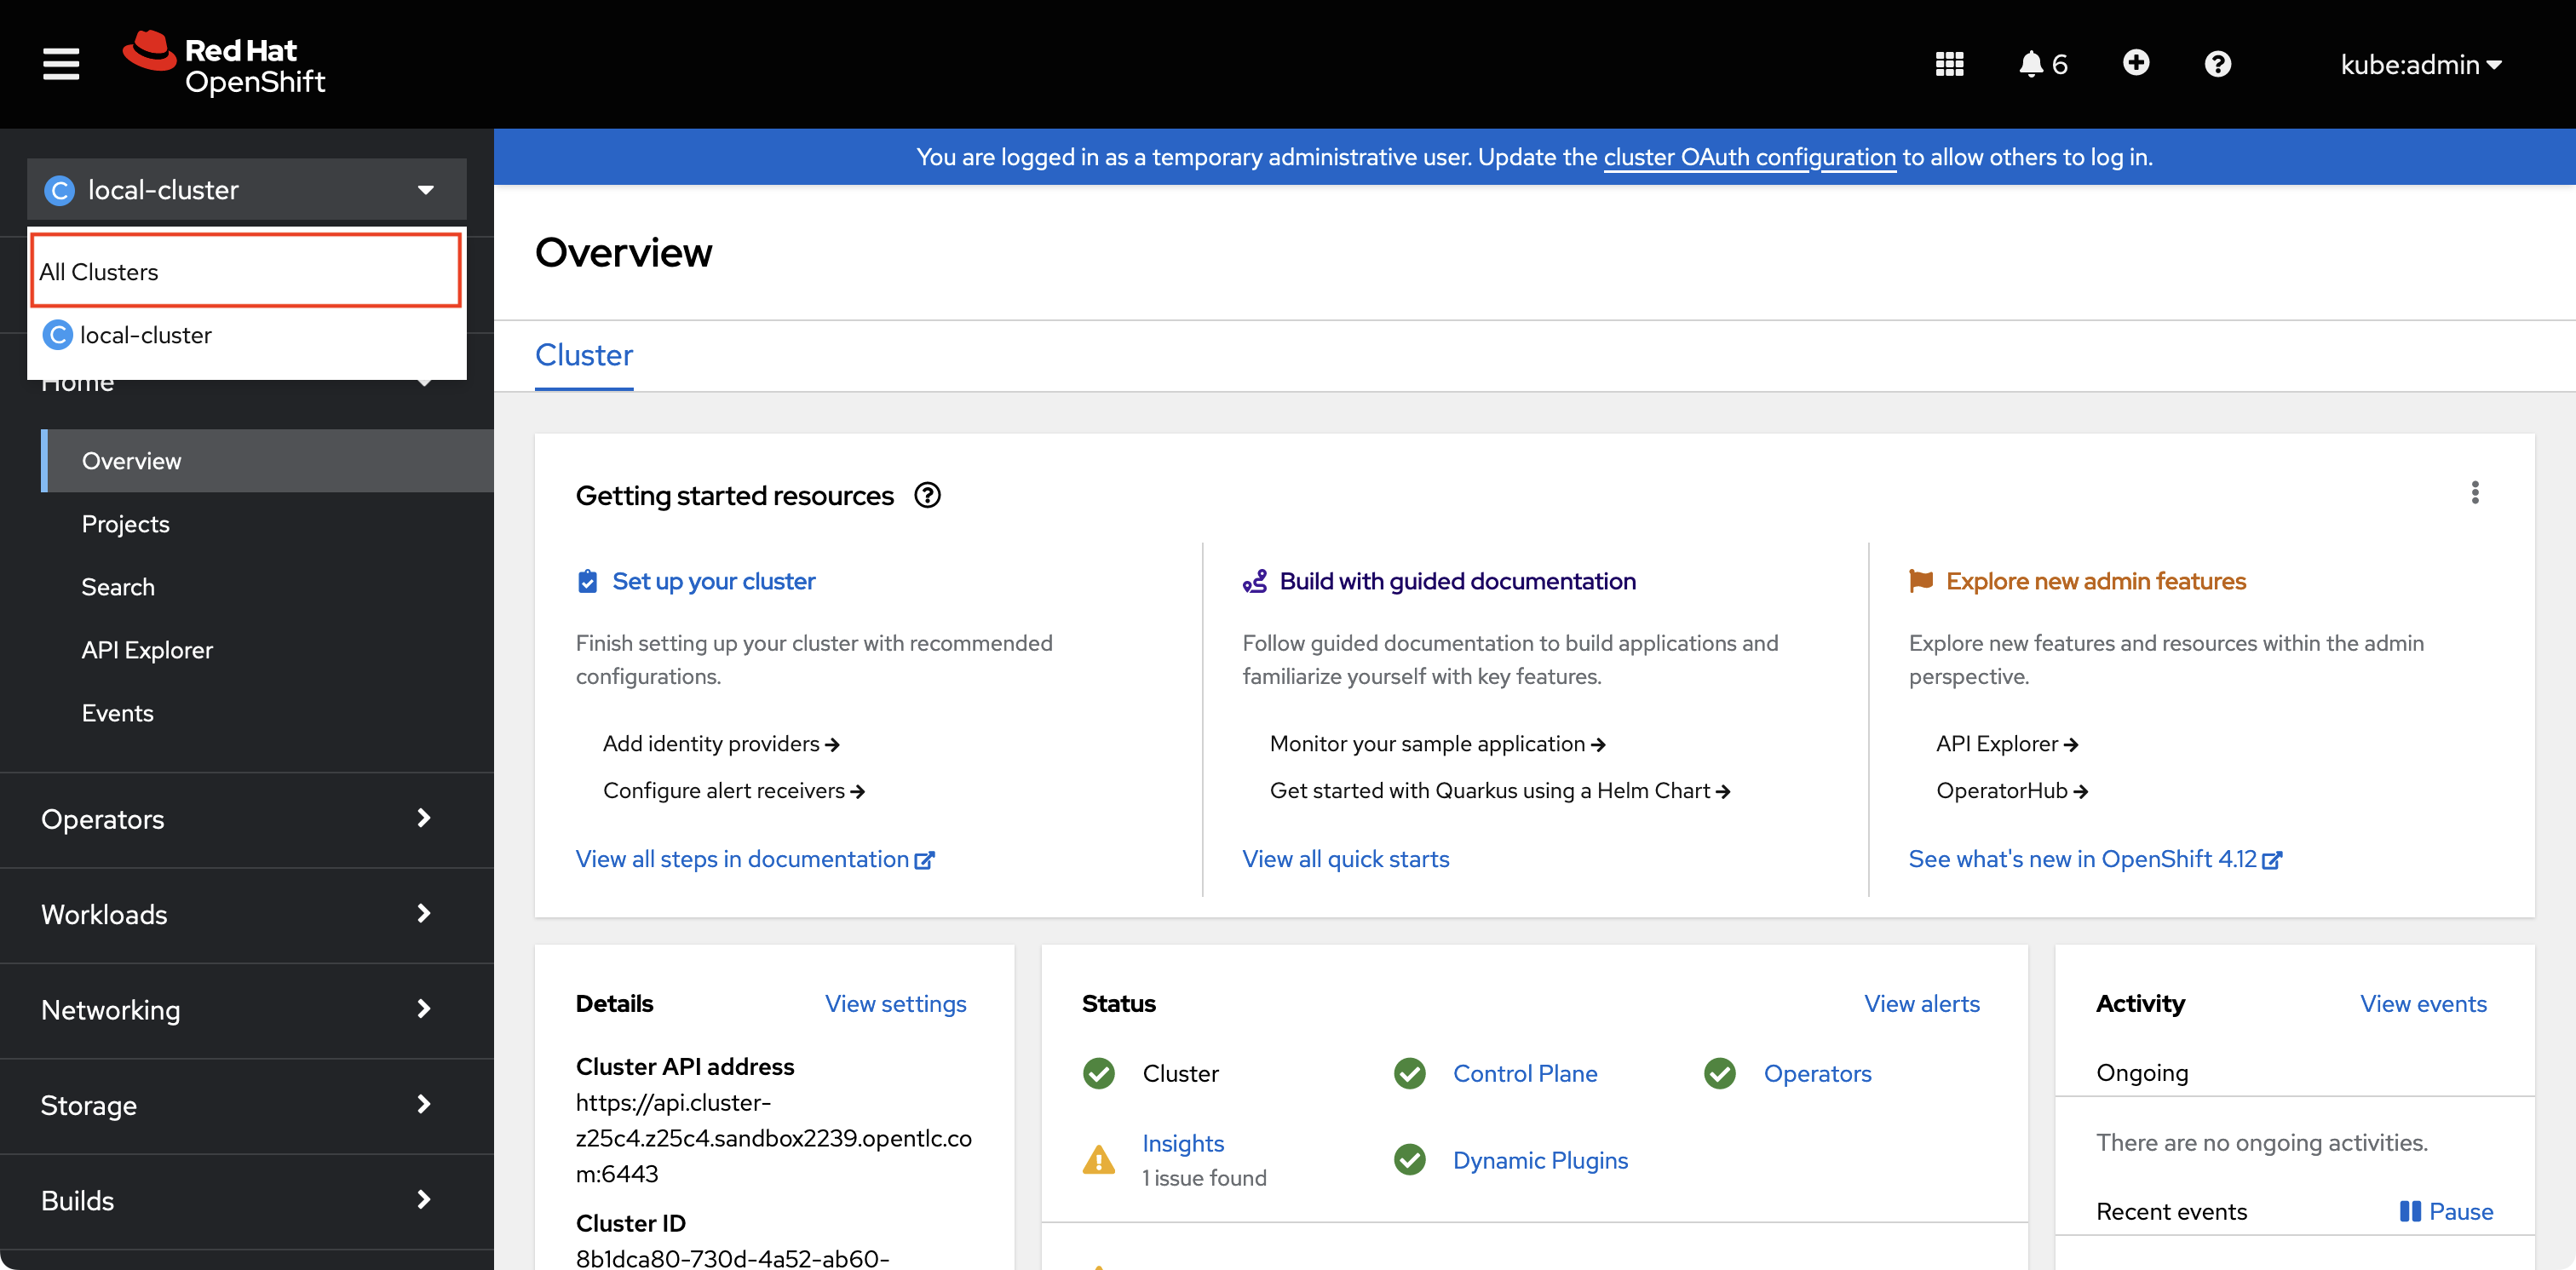 Red Hat
OpenShift
6
kube:admin
local-cluster
All Clusters
local-cluster
Home
Overview
Projects
Search
API Explorer
Events
Operators
Workloads
Networking
Storage
Builds
You are logged in as a temporary administrative user. Update the cluster OAuth configuration to allow others to log in.
Overview
Cluster
Getting started resources
Set up your cluster
Finish setting up your cluster with recommended
configurations.
Add identity providers
Configure alert receivers
View all steps in documentation
Build with guided documentation
Follow guided documentation to build applications and
familiarize yourself with key features.
Monitor your sample application
Get started with Quarkus using a Helm Chart
View all quick starts
Explore new admin features
Explore new features and resources within the admin
perspective.
API Explorer
OperatorHub
See what's new in OpenShift 4.12
Details
View settings
Cluster API address
https://api.cluster-
z25c4.z25c4.sandbox2239.opentlc.co
m:6443
Cluster ID
8b1dca80-730d-4a52-ab60-
Status
View alerts
Cluster
Control Plane
Operators
Insights
1 issue found
Dynamic Plugins
Activity
View events
Ongoing
There are no ongoing activities.
Recent events
Pause